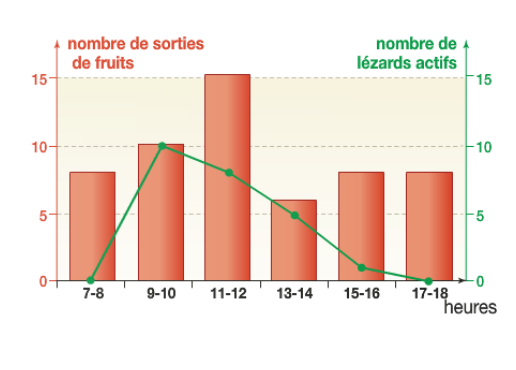 nombre de sorties
de fruits
nombre de
lézards actifs
15
15
10
10
5
5
0
0
7-8
9-10
11-12
13-14
15-16
17-18
heures